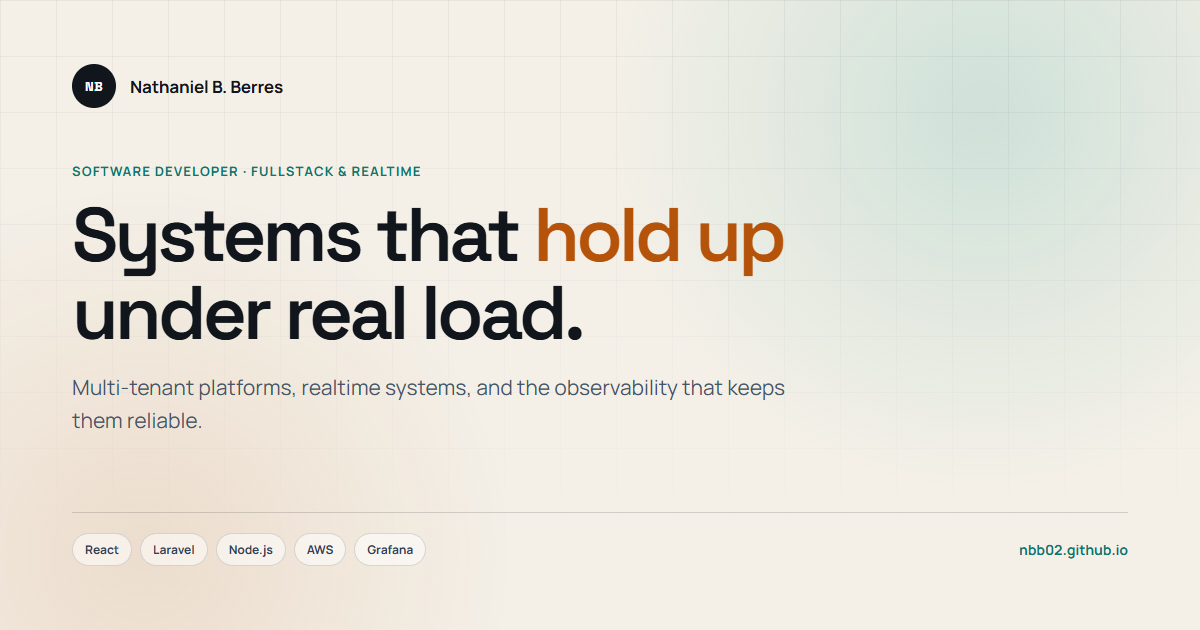 NB
Nathaniel B. Berres
SOFTWARE DEVELOPER · FULLSTACK & REALTIME
Systems that hold up
under real load.
Multi-tenant platforms, realtime systems, and the observability that keeps
them reliable.
React
Laravel
Node.js
AWS
Grafana
nbb02.github.io